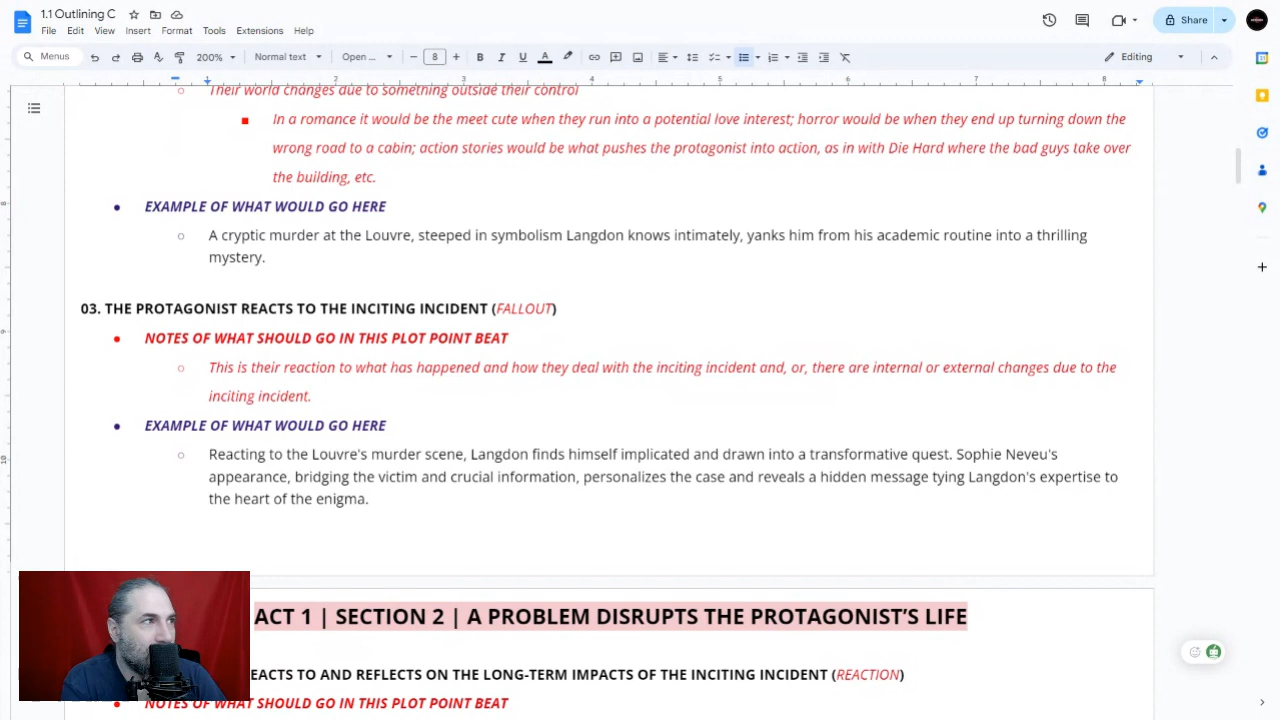 1.1 Outlining C
File Edit View Insert Format Tools Extensions Help
Share
Menus 200% Normal text Open ... 8 B I U A Editing
2 3 4 5 6 7 8
Their world changes due to something outside their control
In a romance it would be the meet cute when they run into a potential love interest; horror would be when they end up turning down the
wrong road to a cabin; action stories would be what pushes the protagonist into action, as in with Die Hard where the bad guys take over
the building, etc.
EXAMPLE OF WHAT WOULD GO HERE
A cryptic murder at the Louvre, steeped in symbolism Langdon knows intimately, yanks him from his academic routine into a thrilling
mystery.
03. THE PROTAGONIST REACTS TO THE INCITING INCIDENT (FALLOUT)
NOTES OF WHAT SHOULD GO IN THIS PLOT POINT BEAT
This is their reaction to what has happened and how they deal with the inciting incident and, or, there are internal or external changes due to the
inciting incident.
EXAMPLE OF WHAT WOULD GO HERE
Reacting to the Louvre's murder scene, Langdon finds himself implicated and drawn into a transformative quest. Sophie Neveu's
appearance, bridging the victim and crucial information, personalizes the case and reveals a hidden message tying Langdon's expertise to
the heart of the enigma.
ACT 1 | SECTION 2 | A PROBLEM DISRUPTS THE PROTAGONIST’S LIFE
EACTS TO AND REFLECTS ON THE LONG-TERM IMPACTS OF THE INCITING INCIDENT (REACTION)
NOTES OF WHAT SHOULD GO IN THIS PLOT POINT BEAT